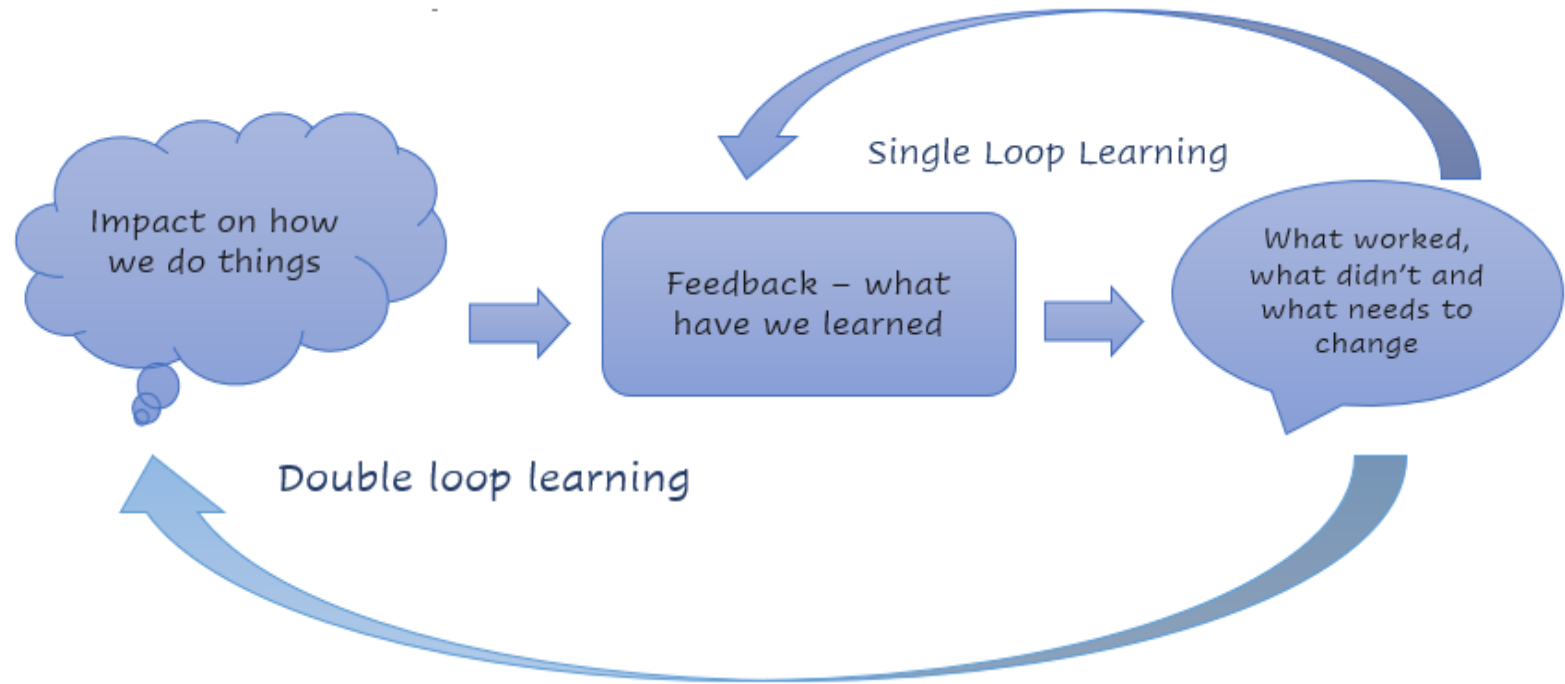 Single Loop Learning
Impact on how
we do things
Feedback – what
have we learned
What worked,
what didn't and
what needs to
change
Double loop learning